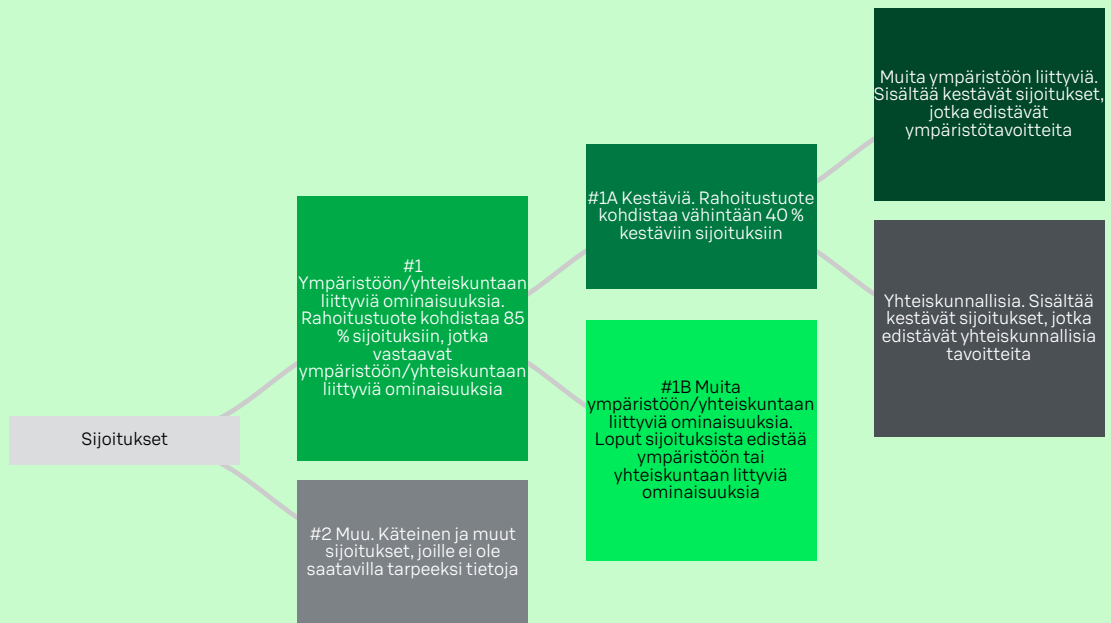 Sijoitukset
#1
Ympäristöön/yhteiskuntaan
liittyviä ominaisuuksia.
Rahoitustuote kohdistaa 85
% sijoituksiin, jotka
vastaavat
ympäristöön/yhteiskuntaan
liittyviä ominaisuuksia
#2 Muu. Käteinen ja muut
sijoitukset, joille ei ole
saatavilla tarpeeksi tietoja
#1A Kestäviä. Rahoitustuote
kohdistaa vähintään 40 %
kestäviin sijoituksiin
#1B Muita
ympäristöön/yhteiskuntaan
liittyviä ominaisuuksia.
Loput sijoituksista edistää
ympäristöön tai
yhteiskuntaan littyviä
ominaisuuksia
Muita ympäristöön liittyviä.
Sisältää kestävät sijoitukset,
jotka edistävät
ympäristötavoitteita
Yhteiskunnallisia. Sisältää
kestävät sijoitukset, jotka
edistävät yhteiskunnallisia
tavoitteita